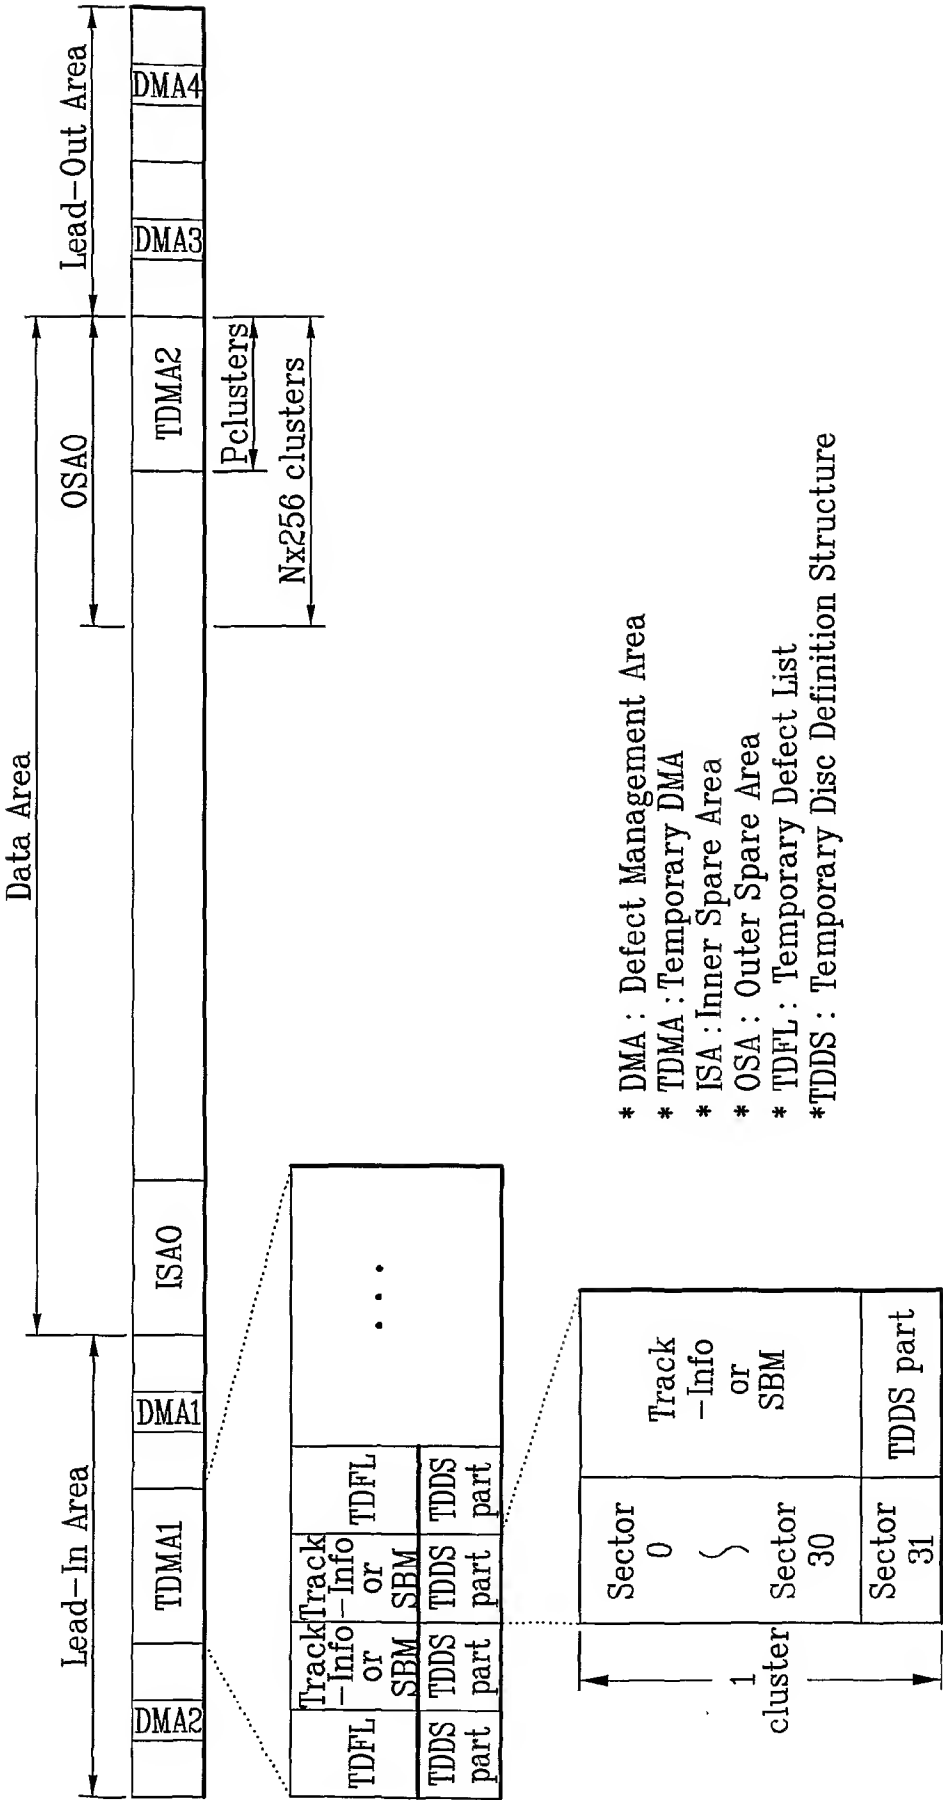 Data Area
Lead-In Area
OSA0
Lead-Out Area
DMA2
TDMA1
DMA1
ISA0
TDMA2
DMA3
DMA4
Pclusters
Nx256 clusters
TDFL
Track
-Info
or
SBM
Track
-Info
or
SBM
TDFL
• • •
TDDS
part
TDDS
part
TDDS
part
TDDS
part
1
cluster
Sector
0
∫
Sector
30
Track
-Info
or
SBM
Sector
31
TDDS part
* DMA : Defect Management Area
* TDMA : Temporary DMA
* ISA : Inner Spare Area
* OSA : Outer Spare Area
* TDFL : Temporary Defect List
*TDDS : Temporary Disc Definition Structure